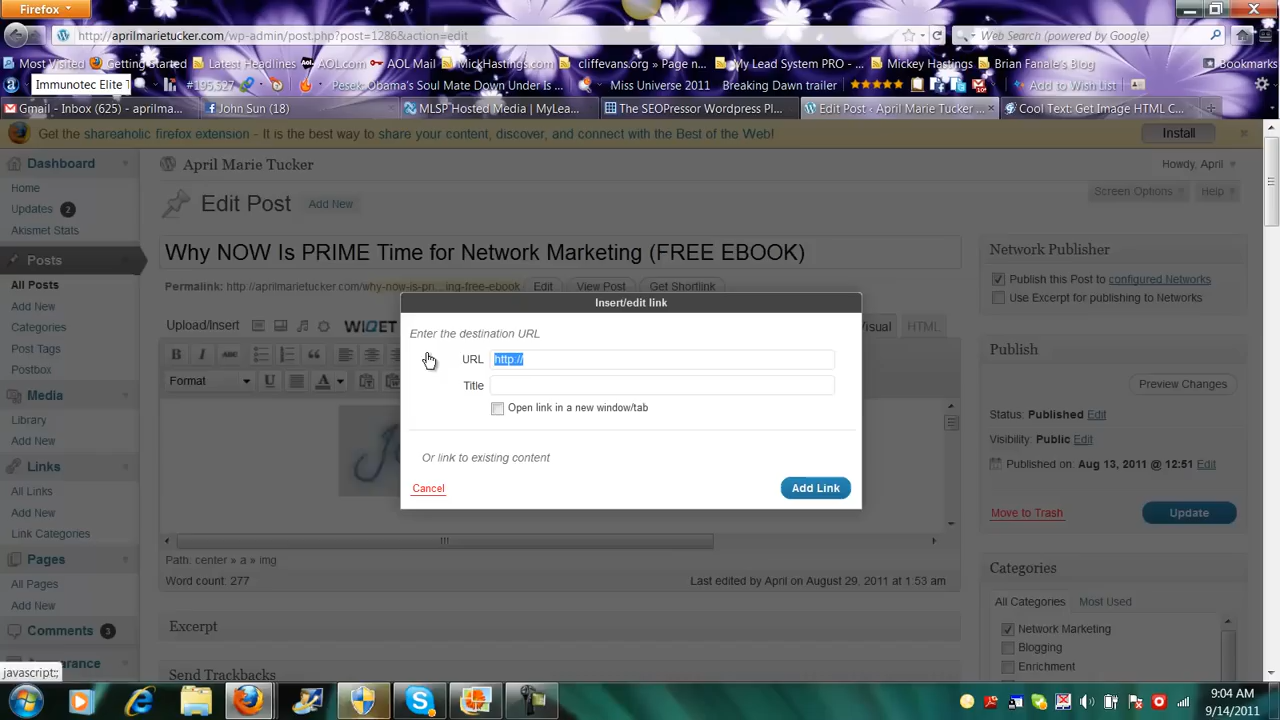 Firefox
http://aprilmarietucker.com/wp-admin/post.php?post=1286&action=edit
Web Search (powered by Google)
Most Visited
Getting Started
Latest Headlines
AOL.com
AOL Mail
MickHastings.com
cliffevans.org » Page n...
My Lead System PRO - ...
Mickey Hastings
Brian Fanale's Blog
Bookmarks
Immunotec Elite T
#195,527
Pesek: Obama's Soul Mate Down Under Is ...
Miss Universe 2011
Breaking Dawn trailer
Add to Wish List
Gmail - Inbox (625) - aprilma...
John Sun (18)
MLSP Hosted Media | MyLea...
The SEOPressor Wordpress Pl...
Edit Post ‹ April Marie Tucker ...
Cool Text: Get Image HTML C...
Get the shareaholic firefox extension - It is the best way to share your content, discover, and connect with the Best of the Web!
Install
Dashboard
Home
Updates 2
Akismet Stats
Posts
All Posts
Add New
Categories
Post Tags
Postbox
Media
Library
Add New
Links
All Links
Add New
Link Categories
Pages
All Pages
Add New
Comments 3
Appearance
javascript:;
April Marie Tucker
Howdy, April
Edit Post
Add New
Screen Options
Help
Why NOW Is PRIME Time for Network Marketing (FREE EBOOK)
Permalink: http://aprilmarietucker.com/why-now-is-pri...ing-free-ebook
Edit
View Post
Get Shortlink
Upload/Insert
WIQET
Visual
HTML
B I ABC
Format
U
A
Insert/edit link
Enter the destination URL
URL http://
Title
Open link in a new window/tab
Or link to existing content
Cancel
Add Link
Path: center » a » img
Word count: 277
Last edited by April on August 29, 2011 at 1:53 am
Excerpt
Send Trackbacks
Network Publisher
Publish this Post to configured Networks
Use Excerpt for publishing to Networks
Publish
Preview Changes
Status: Published Edit
Visibility: Public Edit
Published on: Aug 13, 2011 @ 12:51 Edit
Move to Trash
Update
Categories
All Categories
Most Used
Network Marketing
Blogging
Enrichment
9:04 AM
9/14/2011